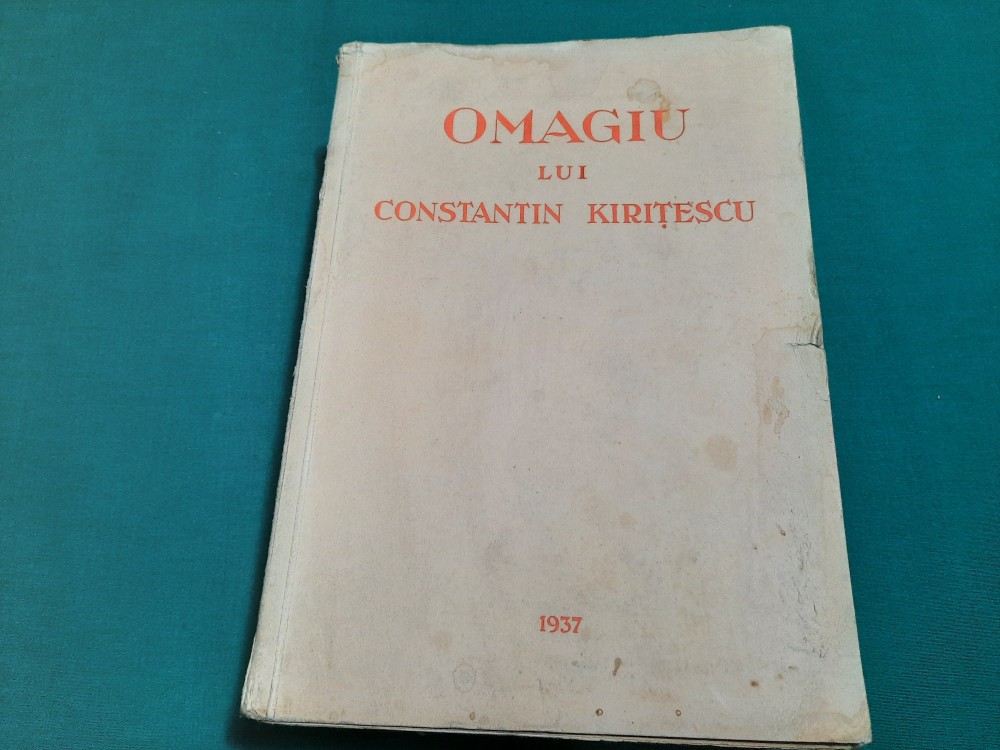 OMAGIU
LUI
CONSTANTIN KIRIȚESCU
1937